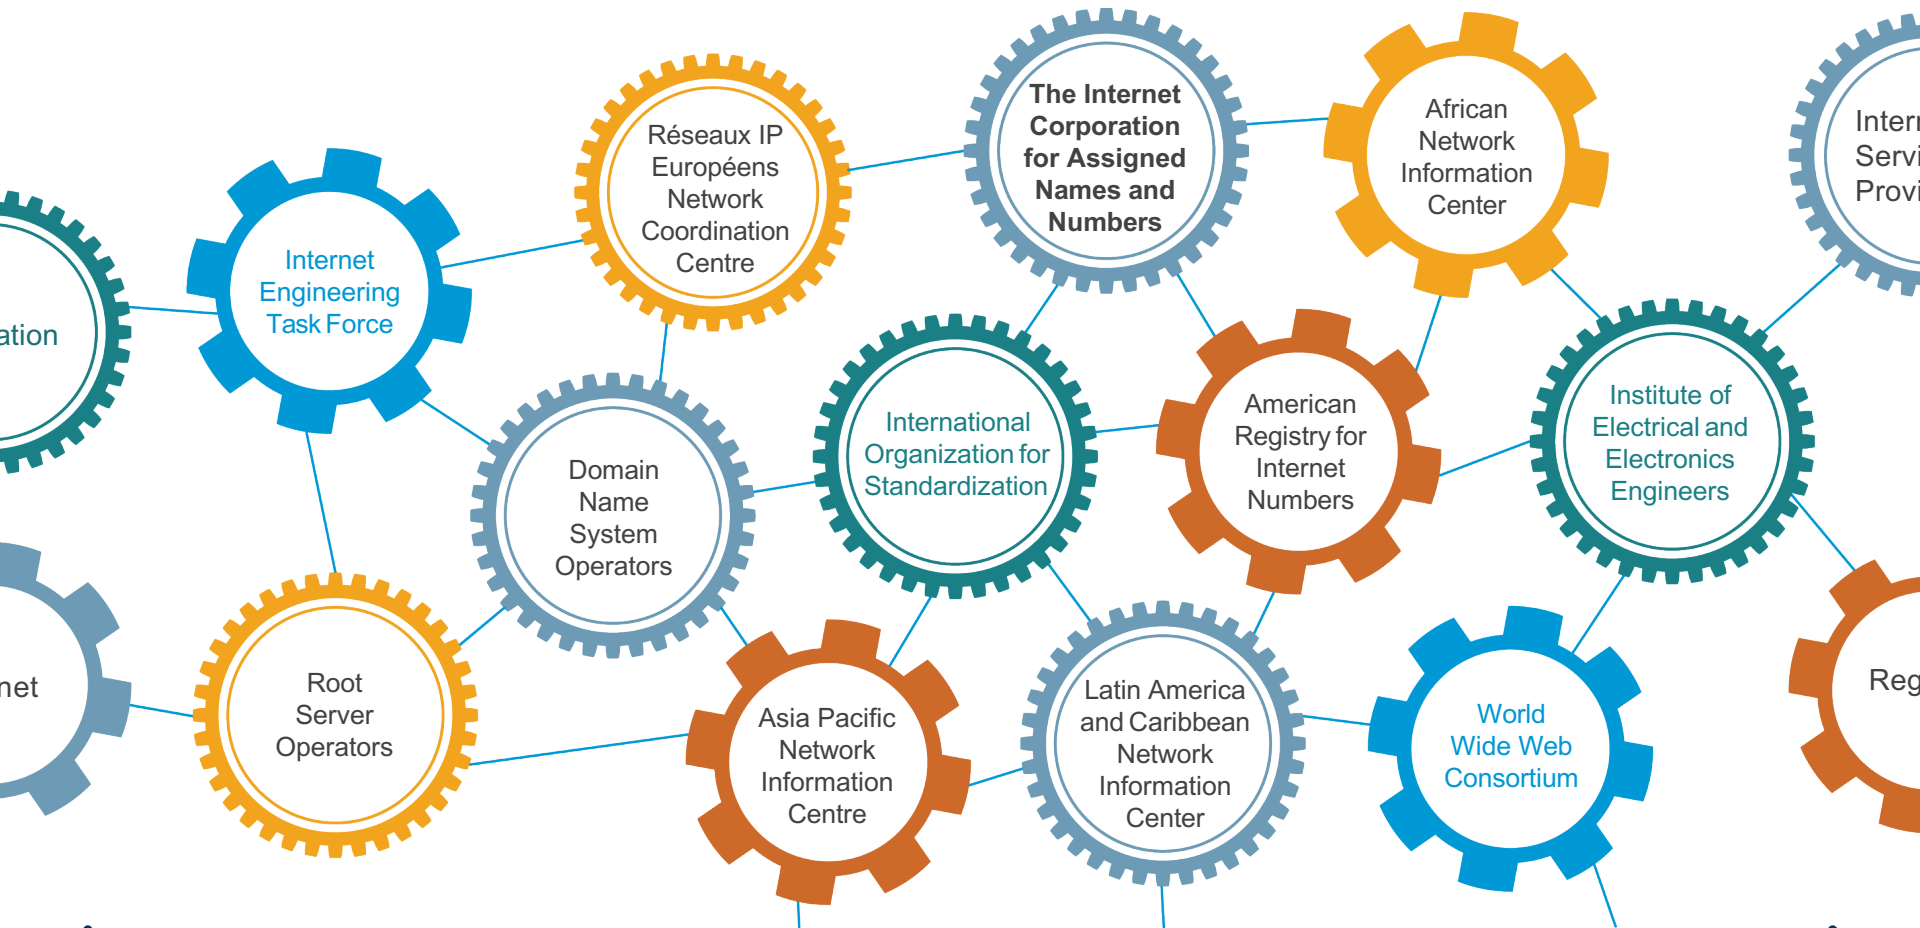 The Internet
Corporation
for Assigned
Names and
Numbers
African
Network
Information
Center
Réseaux IP
Européens
Network
Coordination
Centre
Internet
Engineering
Task Force
International
Organization for
Standardization
American
Registry for
Internet
Numbers
Institute of
Electrical and
Electronics
Engineers
Domain
Name
System
Operators
Root
Server
Operators
Asia Pacific
Network
Information
Centre
Latin America
and Caribbean
Network
Information
Center
World
Wide Web
Consortium